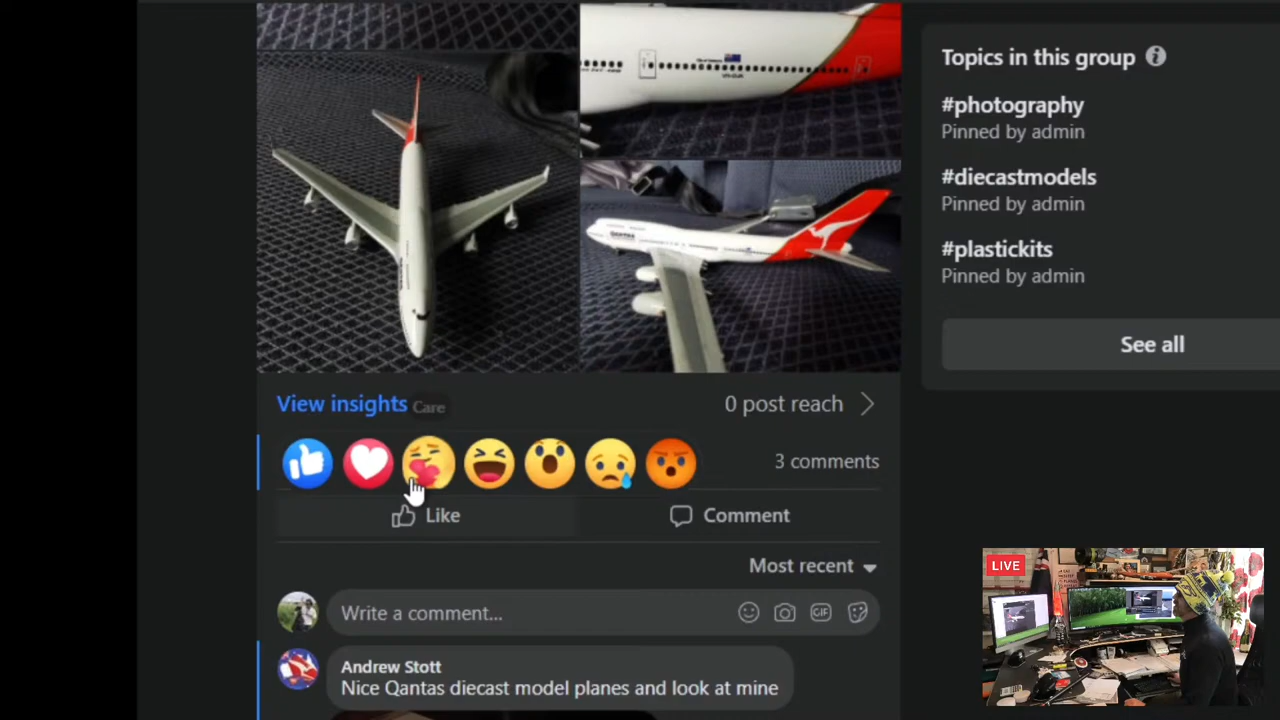 Topics in this group
#photography
Pinned by admin
#diecastmodels
Pinned by admin
#plastickits
Pinned by admin
See all
View insights
Care
0 post reach
3 comments
Like
Comment
Most recent
Write a comment...
GIF
LIVE
Andrew Stott
Nice Qantas diecast model planes and look at mine